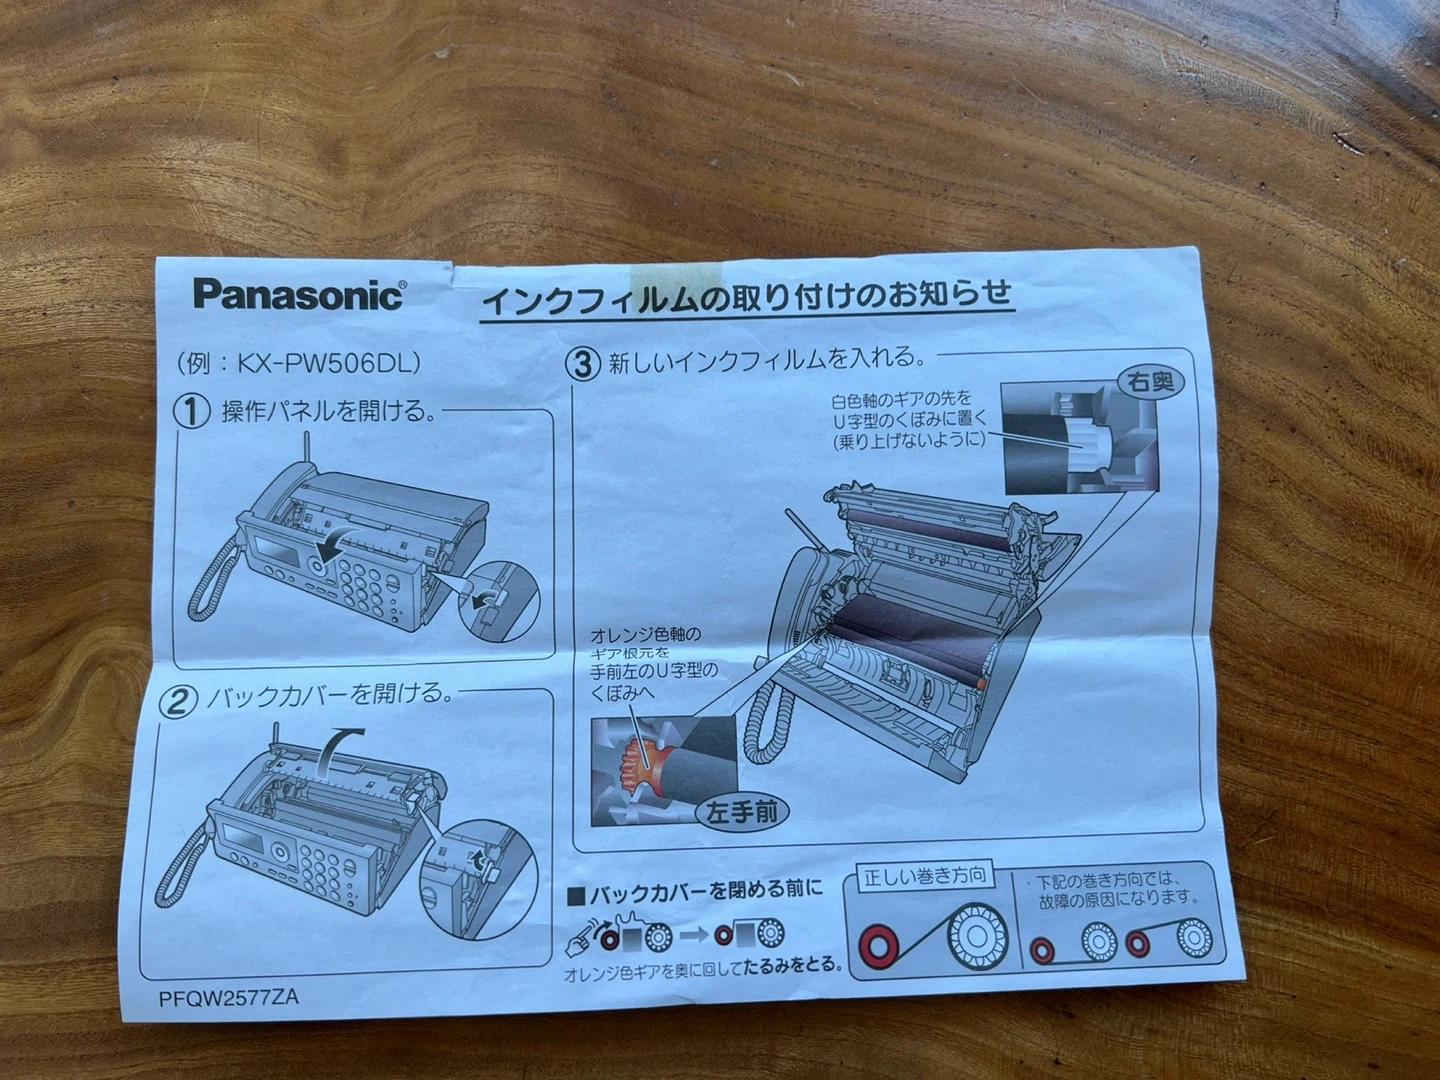 Panasonic®
インクフィルムの取り付けのお知らせ
(例：KX-PW506DL)
① 操作パネルを開ける。
② バックカバーを開ける。
③ 新しいインクフィルムを入れる。
右奥
白色軸のギアの先を
U字型のくぼみに置く
(乗り上げないように)
オレンジ色軸の
ギア根元を
手前左のU字型の
くぼみへ
左手前
■バックカバーを閉める前に
オレンジ色ギアを奥に回してたるみをとる。
正しい巻き方向
・下記の巻き方向では、
故障の原因になります。
PFQW2577ZA